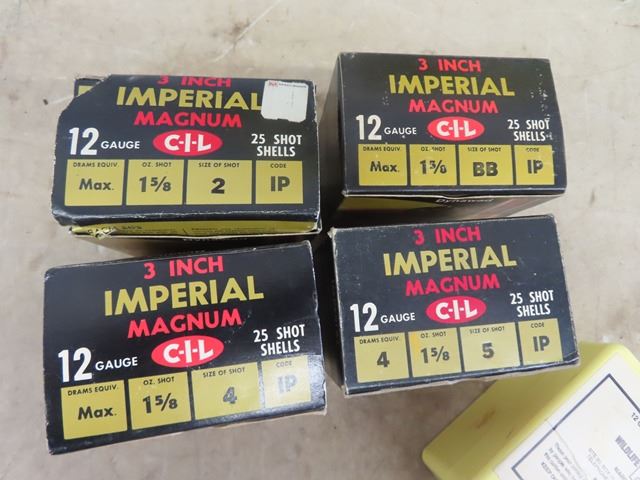 3 INCH
IMPERIAL
MAGNUM
12 GAUGE C-I-L 25 SHOT SHELLS
DRAMS EQUIV. OZ. SHOT SIZE OF SHOT CODE
Max. 1 5/8 2 IP
3 INCH
IMPERIAL
MAGNUM
12 GAUGE C-I-L 25 SHOT SHELLS
DRAMS EQUIV. OZ. SHOT SIZE OF SHOT CODE
Max. 1 3/8 BB IP
Dynawad
3 INCH
IMPERIAL
MAGNUM
12 GAUGE C-I-L 25 SHOT SHELLS
DRAMS EQUIV. OZ. SHOT SIZE OF SHOT CODE
Max. 1 5/8 4 IP
3 INCH
IMPERIAL
MAGNUM
12 GAUGE C-I-L 25 SHOT SHELLS
DRAMS EQUIV. OZ. SHOT SIZE OF SHOT CODE
4 1 5/8 5 IP
WILDLIFE